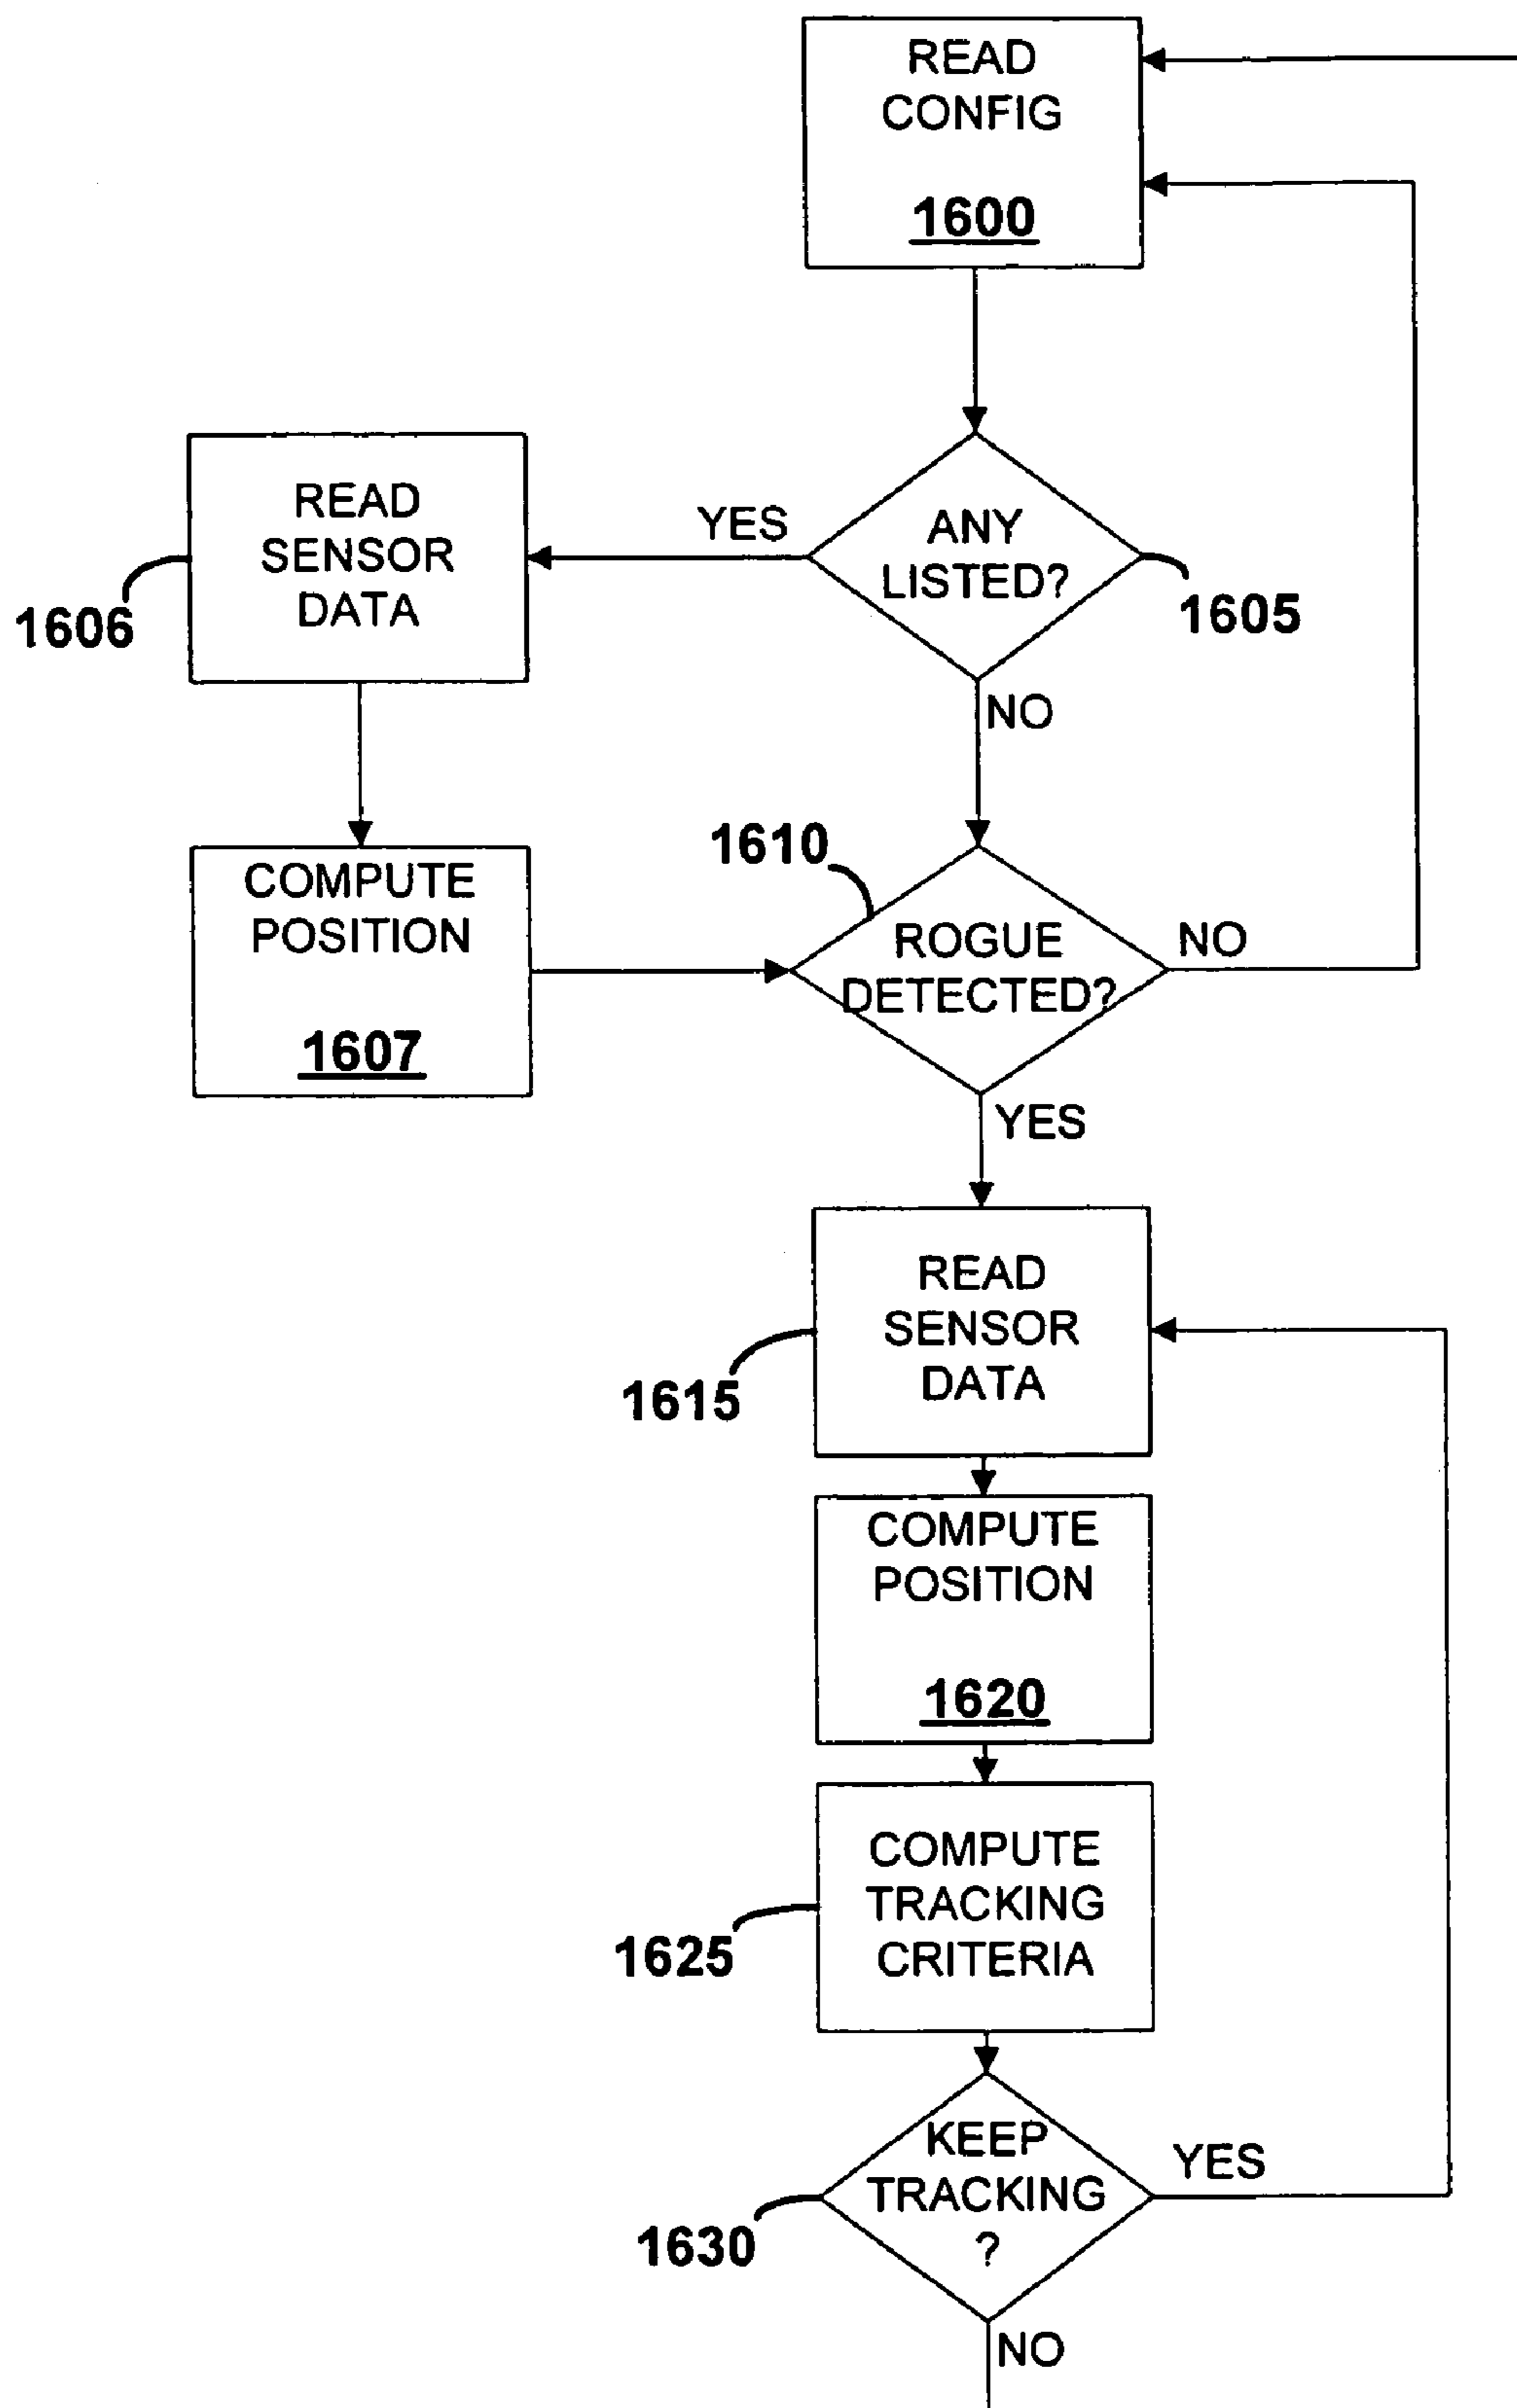 READ
CONFIG
1600
READ
SENSOR
DATA
1606
YES
ANY
LISTED?
1605
NO
COMPUTE
POSITION
1607
1610
ROGUE
DETECTED?
NO
YES
READ
SENSOR
DATA
1615
COMPUTE
POSITION
1620
COMPUTE
TRACKING
CRITERIA
1625
KEEP
TRACKING
?
YES
1630
NO